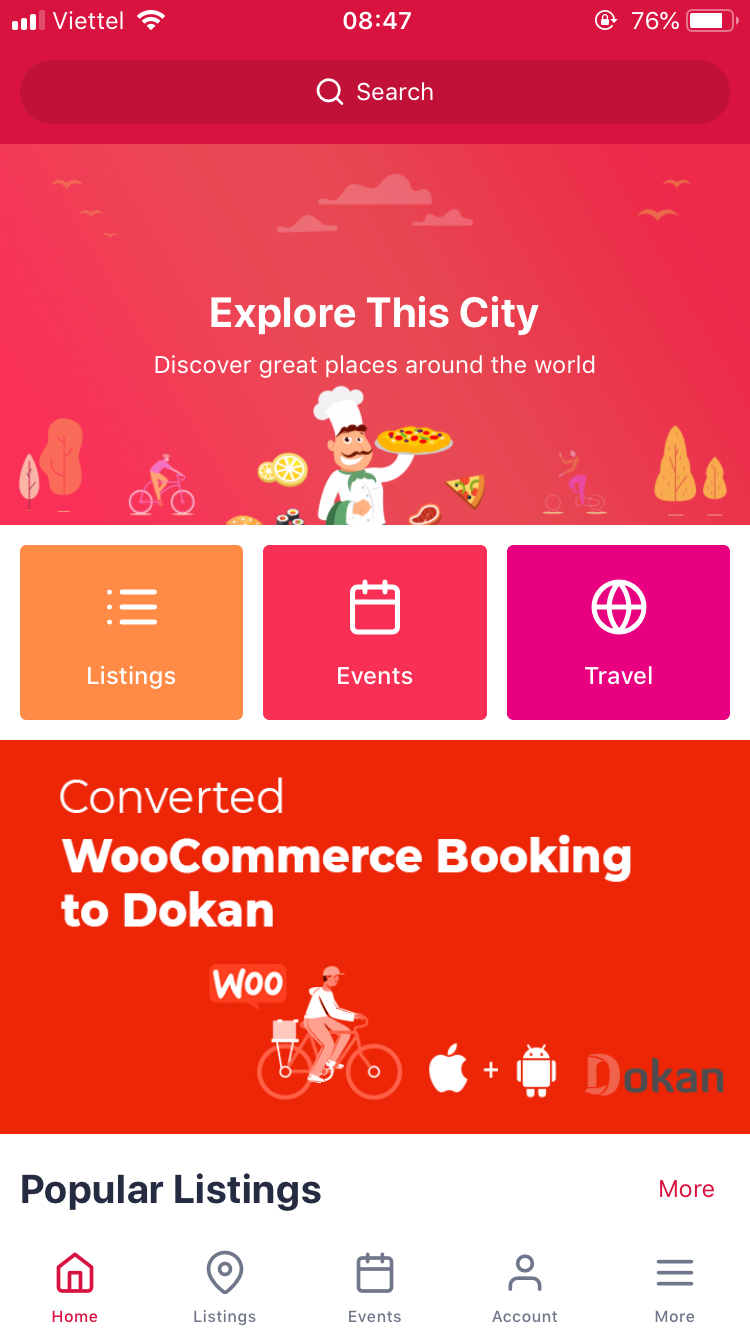 Viettel 08:47 76%
Search
Explore This City
Discover great places around the world
Listings Events Travel
Converted
WooCommerce Booking
to Dokan
WOO
+ Dokan
Popular Listings More
Home Listings Events Account More